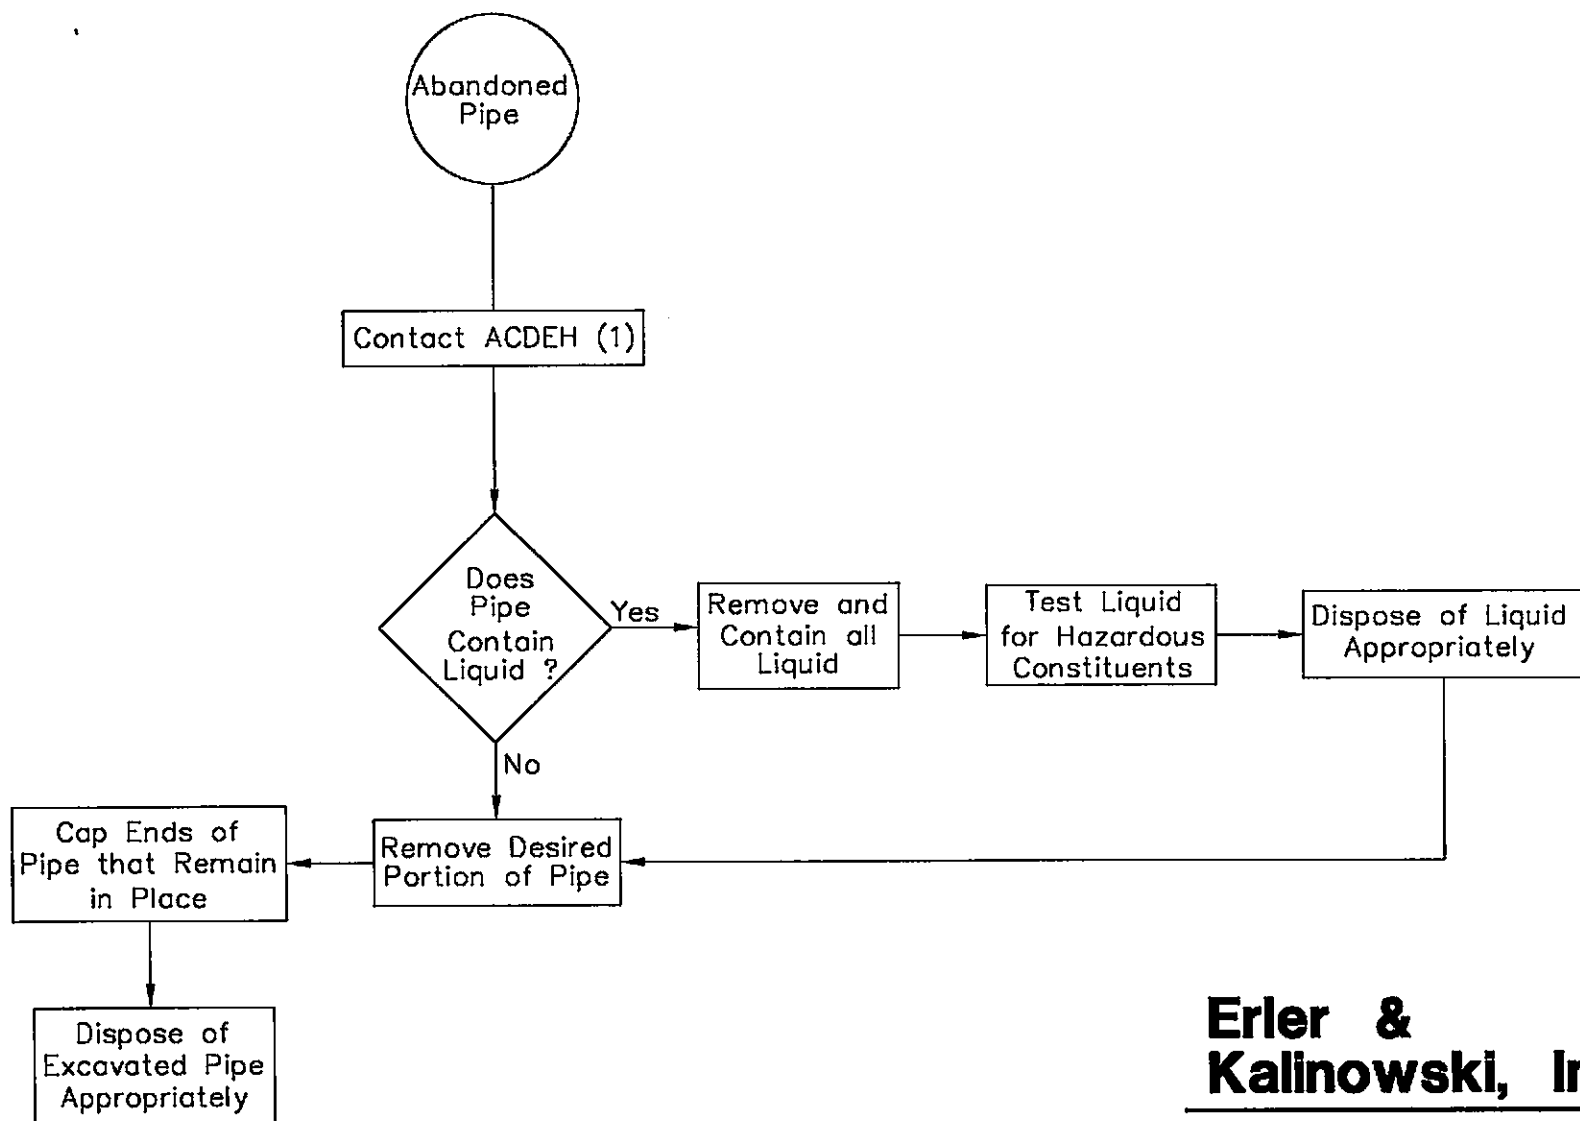 Abandoned
Pipe
Contact ACDEH (1)
Does
Pipe
Contain
Liquid ?
Yes
Remove and
Contain all
Liquid
Test Liquid
for Hazardous
Constituents
Dispose of Liquid
Appropriately
No
Remove Desired
Portion of Pipe
Cap Ends of
Pipe that Remain
in Place
Dispose of
Excavated Pipe
Appropriately
Erler &
Kalinowski,